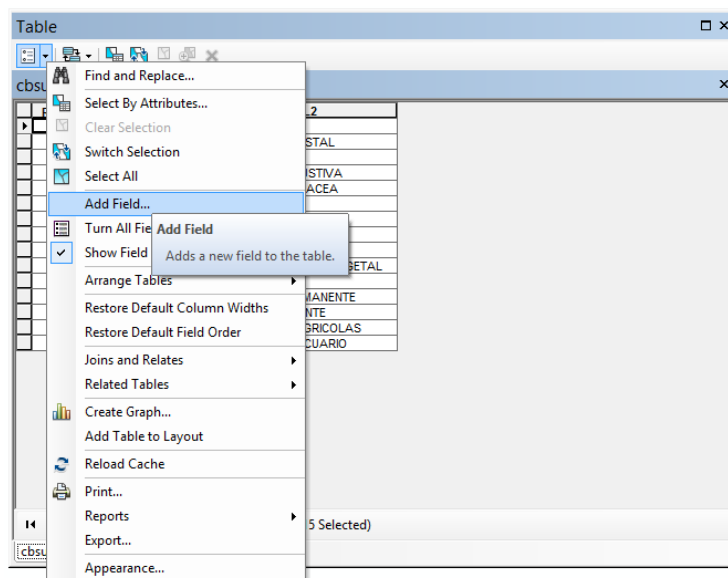 Table
cbsu
Find and Replace...
Select By Attributes...
_2
Clear Selection
STAL
Switch Selection
Select All
STIVA
ACEA
Add Field...
Turn All Fie
Add Field
Show Field
Adds a new field to the table.
GETAL
Arrange Tables
MANENTE
Restore Default Column Widths
NTE
Restore Default Field Order
GRICOLAS
CUARIO
Joins and Relates
Related Tables
Create Graph...
Add Table to Layout
Reload Cache
Print...
Reports
5 Selected)
Export...
cbsu
Appearance...